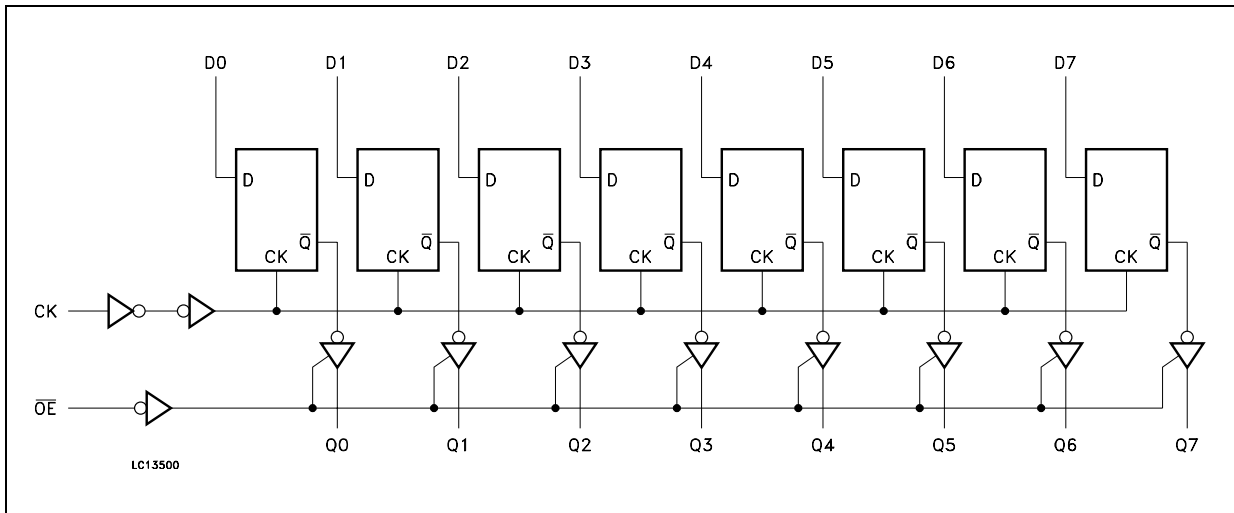 D0 D1 D2 D3 D4 D5 D6 D7
D D D D D D D D
Q̅ Q̅ Q̅ Q̅ Q̅ Q̅ Q̅ Q̅
CK CK CK CK CK CK CK CK
CK
O̅E̅
Q0 Q1 Q2 Q3 Q4 Q5 Q6 Q7
LC13500